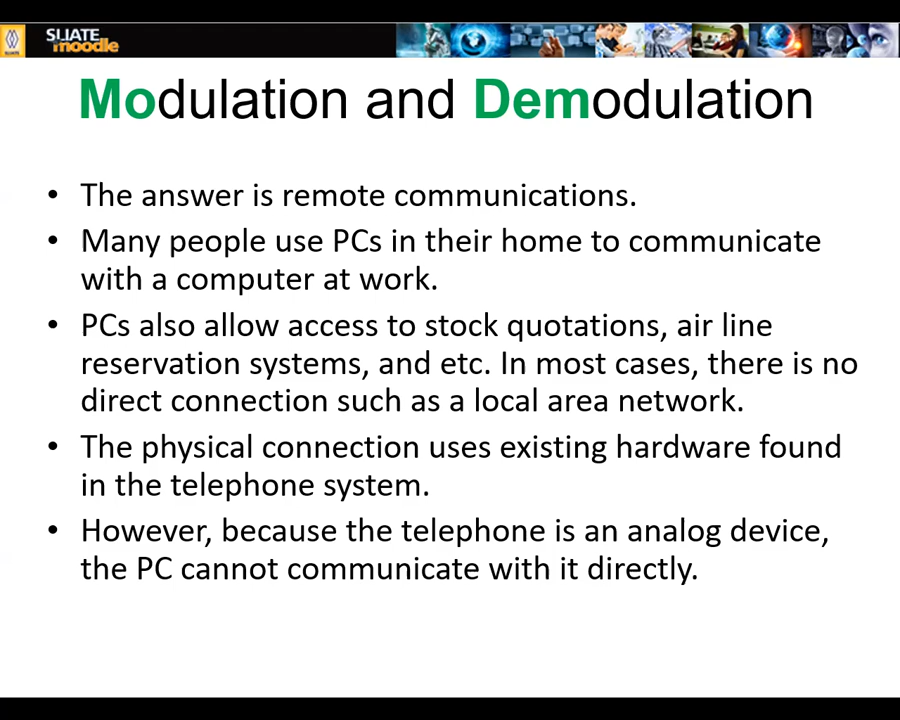 SLIATE
moodle
Modulation and Demodulation
• The answer is remote communications.
• Many people use PCs in their home to communicate
with a computer at work.
• PCs also allow access to stock quotations, air line
reservation systems, and etc. In most cases, there is no
direct connection such as a local area network.
• The physical connection uses existing hardware found
in the telephone system.
• However, because the telephone is an analog device,
the PC cannot communicate with it directly.